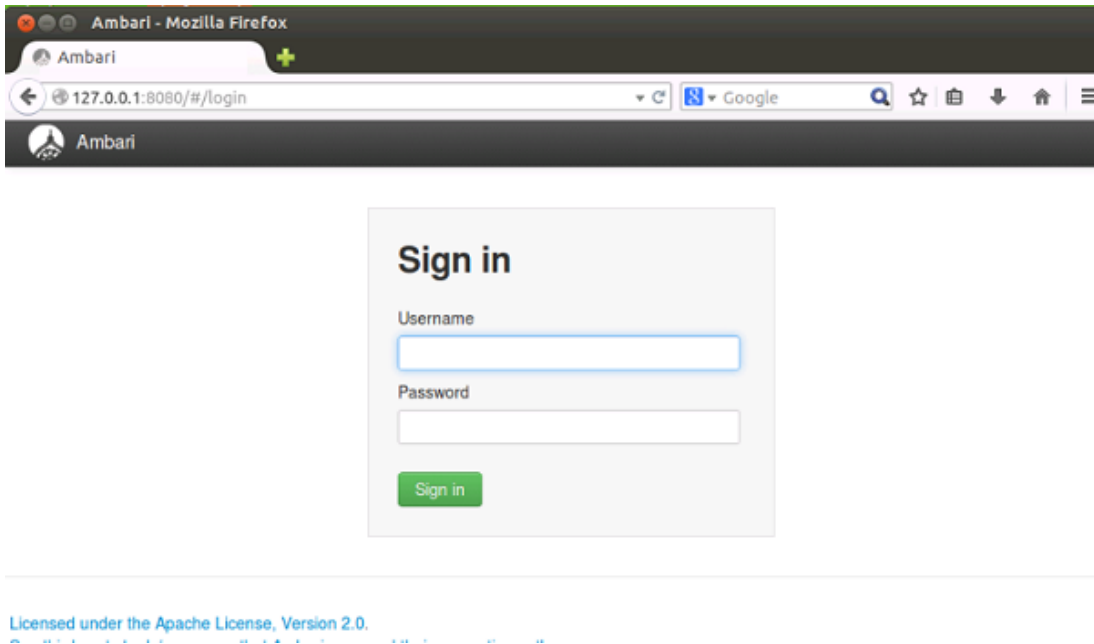 Ambari - Mozilla Firefox
Ambari
127.0.0.1:8080/#/login
Google
Ambari
Sign in
Username
Password
Sign in
Licensed under the Apache License, Version 2.0.